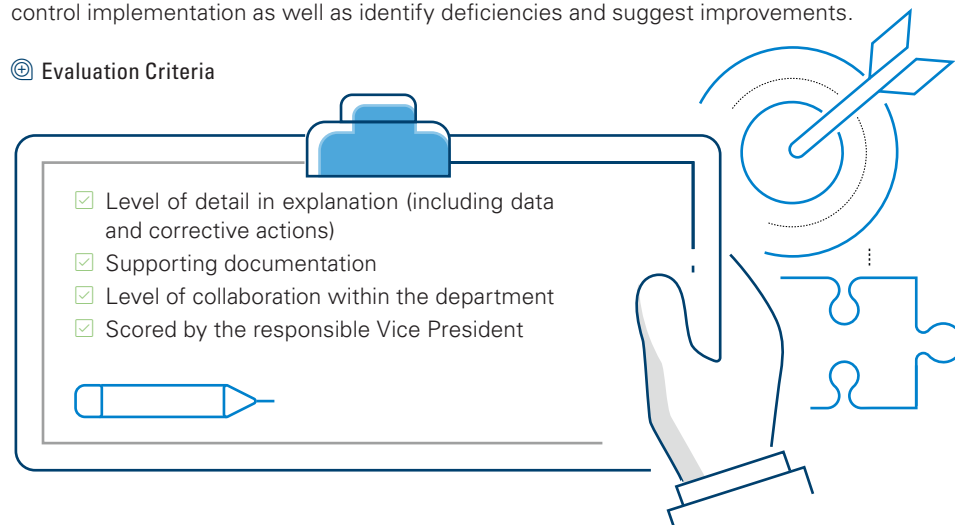 control implementation as well as identify deficiencies and suggest improvements.
Evaluation Criteria
Level of detail in explanation (including data
and corrective actions)
Supporting documentation
Level of collaboration within the department
Scored by the responsible Vice President